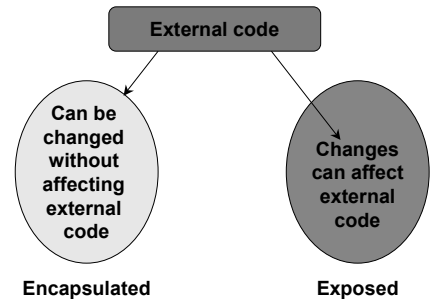 External code
Can be
changed
without
affecting
external
code
Changes
can affect
external
code
Encapsulated
Exposed